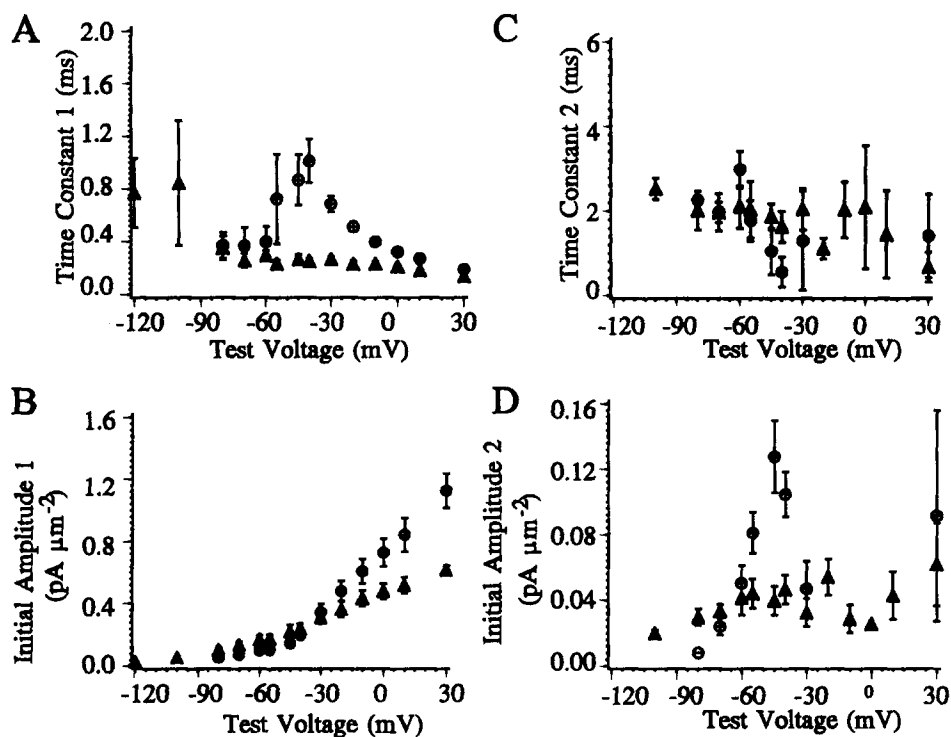 A
Time Constant 1 (ms)
2.0
1.6
1.2
0.8
0.4
0.0
-120 -90 -60 -30 0 30
Test Voltage (mV)
C
Time Constant 2 (ms)
6
4
2
0
-120 -90 -60 -30 0 30
Test Voltage (mV)
B
Initial Amplitude 1
(pA μm⁻²)
1.6
1.2
0.8
0.4
0.0
-120 -90 -60 -30 0 30
Test Voltage (mV)
D
Initial Amplitude 2
(pA μm⁻²)
0.16
0.12
0.08
0.04
0.00
-120 -90 -60 -30 0 30
Test Voltage (mV)